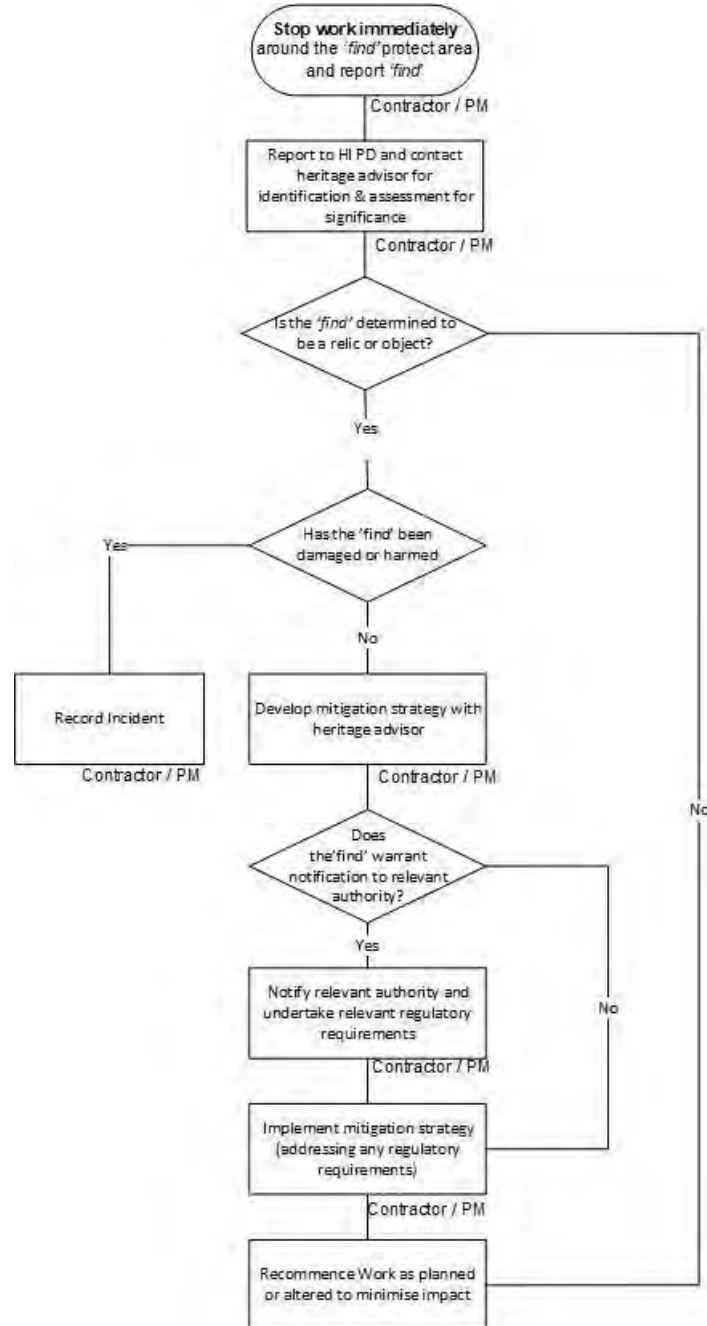 Stop work immediately
around the 'find' protect area
and report 'find'
Contractor / PM
Report to HI PD and contact
heritage advisor for
identification & assessment for
significance
Contractor / PM
Is the 'find' determined to
be a relic or object?
Yes
No
Has the 'find' been
damaged or harmed
Yes
No
Record Incident
Contractor / PM
Develop mitigation strategy with
heritage advisor
Contractor / PM
Does
the'find' warrant
notification to relevant
authority?
Yes
No
Notify relevant authority and
undertake relevant regulatory
requirements
Contractor / PM
Implement mitigation strategy
(addressing any regulatory
requirements)
Contractor / PM
Recommence Work as planned
or altered to minimise impact